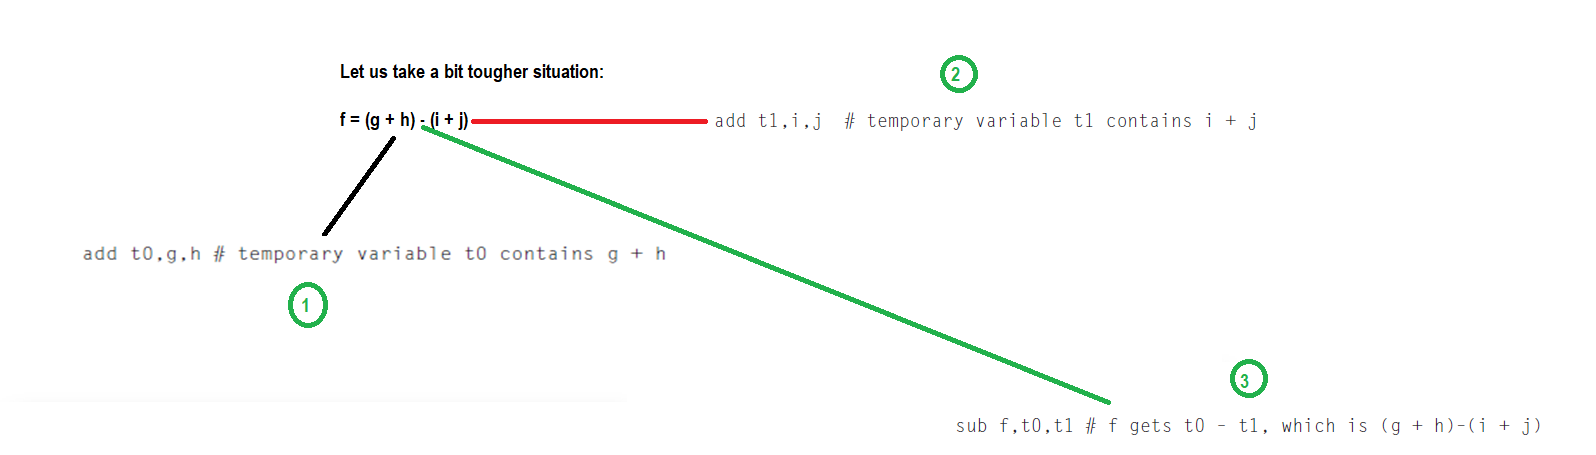 Let us take a bit tougher situation:
2
f = (g + h) - (i + j)
add t1,i,j # temporary variable t1 contains i + j
add t0,g,h # temporary variable t0 contains g + h
1
3
sub f,t0,t1 # f gets t0 - t1, which is (g + h)-(i + j)